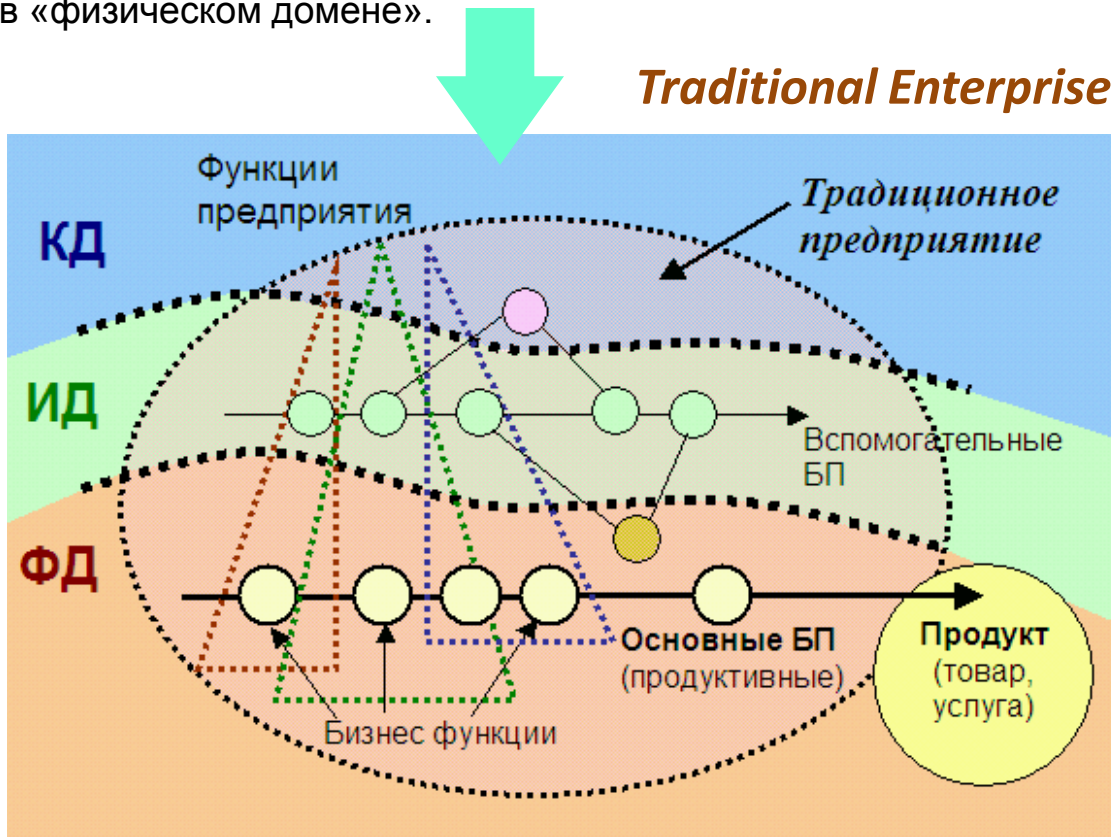 в «физическом домене».
Traditional Enterprise
Функции
предприятия
Традиционное
предприятие
КД
ИД
Вспомогательные
БП
ФД
Основные БП
(продуктивные)
Продукт
(товар,
услуга)
Бизнес функции